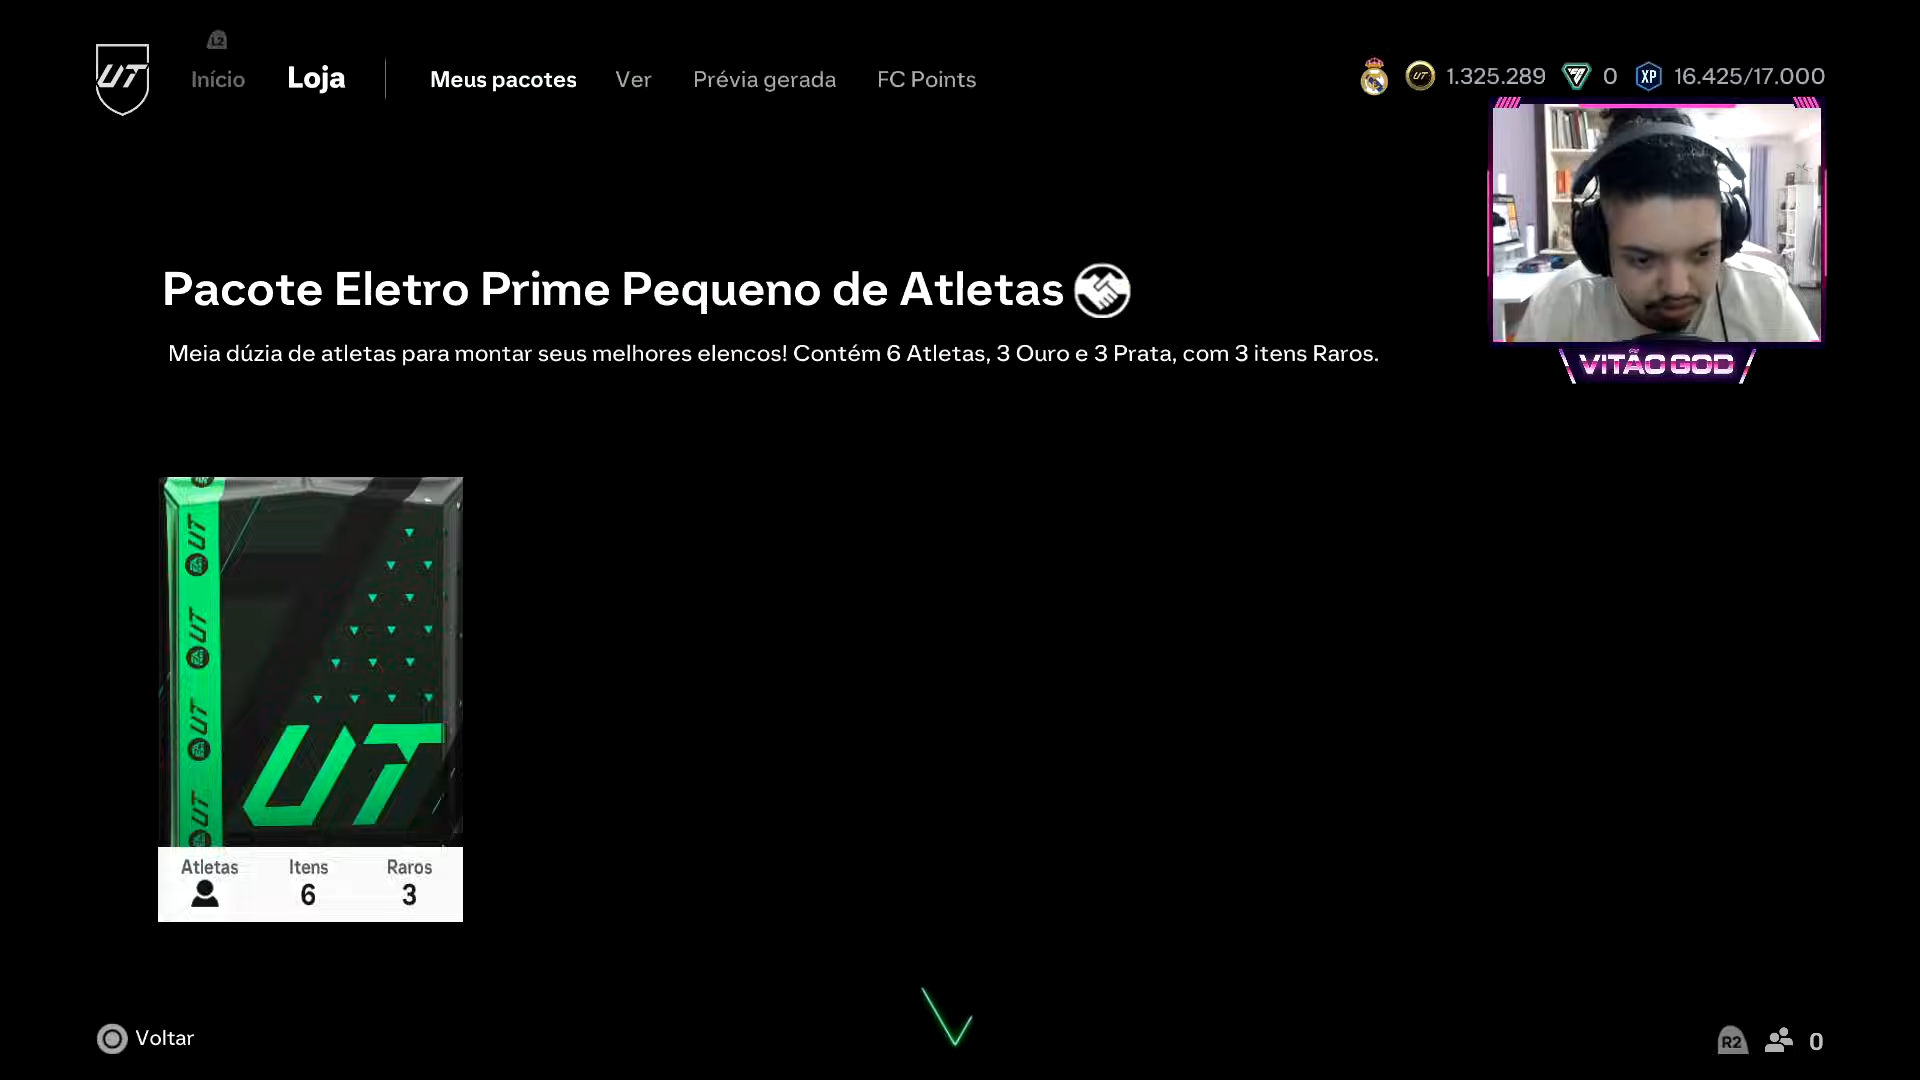 L2
UT Início Loja Meus pacotes Ver Prévia gerada FC Points
UT 1.325.289 0 XP 16.425/17.000
VITÃO GOD
Pacote Eletro Prime Pequeno de Atletas
Meia dúzia de atletas para montar seus melhores elencos! Contém 6 Atletas, 3 Ouro e 3 Prata, com 3 itens Raros.
UT
UT
UT
UT
UT
Atletas Itens Raros
6 3
Voltar
R2 0